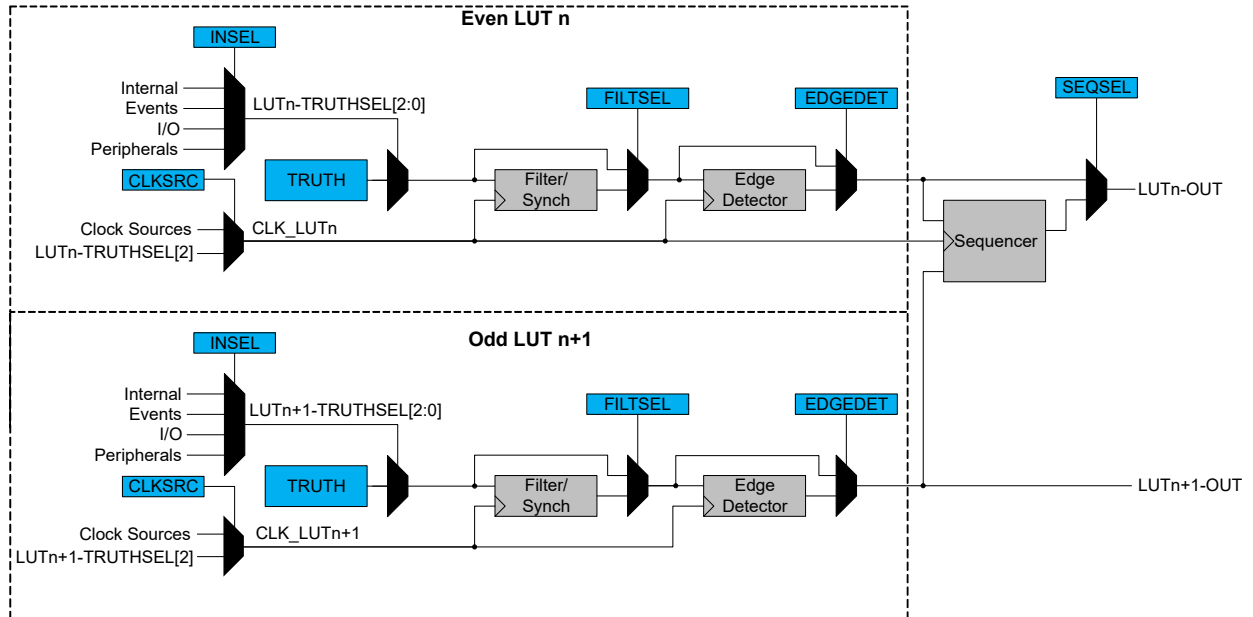 Even LUT n
INSEL
Internal
Events
I/O
Peripherals
LUTn-TRUTHSEL[2:0]
FILTSEL
EDGEDET
SEQSEL
CLKSRC
TRUTH
Filter/
Synch
Edge
Detector
LUTn-OUT
Clock Sources
LUTn-TRUTHSEL[2]
CLK_LUTn
Sequencer
Odd LUT n+1
INSEL
Internal
Events
I/O
Peripherals
LUTn+1-TRUTHSEL[2:0]
FILTSEL
EDGEDET
CLKSRC
TRUTH
Filter/
Synch
Edge
Detector
LUTn+1-OUT
Clock Sources
LUTn+1-TRUTHSEL[2]
CLK_LUTn+1